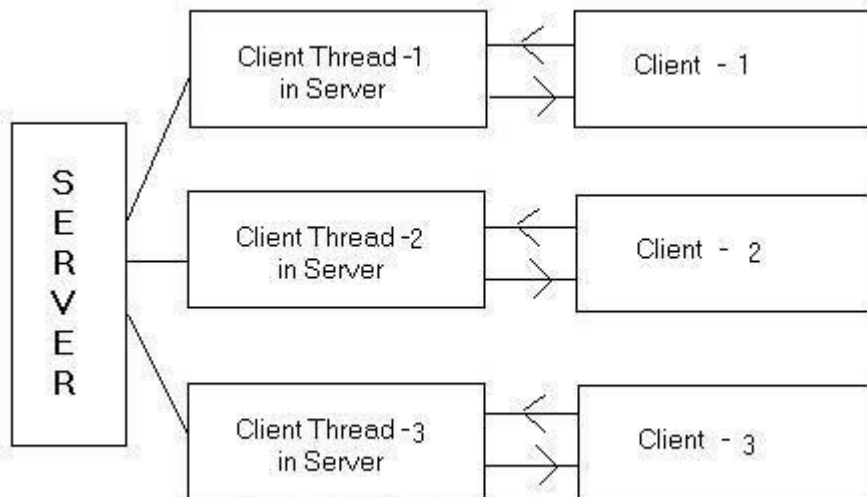 SERVER
Client Thread -1
in Server
Client - 1
Client Thread -2
in Server
Client - 2
Client Thread -3
in Server
Client - 3